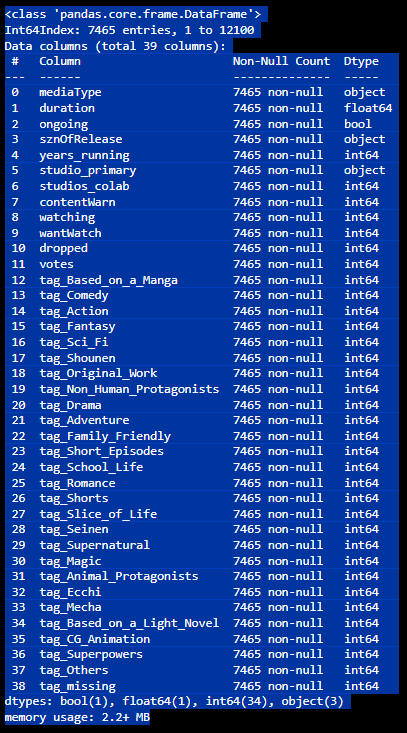 <class 'pandas.core.frame.DataFrame'>
Int64Index: 7465 entries, 1 to 12100
Data columns (total 39 columns):
 #   Column                    Non-Null Count  Dtype
---  ------                    --------------  -----
 0   mediaType                 7465 non-null   object
 1   duration                  7465 non-null   float64
 2   ongoing                   7465 non-null   bool
 3   sznOfRelease              7465 non-null   object
 4   years_running             7465 non-null   int64
 5   studio_primary            7465 non-null   object
 6   studios_colab             7465 non-null   int64
 7   contentWarn               7465 non-null   int64
 8   watching                  7465 non-null   int64
 9   wantWatch                 7465 non-null   int64
 10  dropped                   7465 non-null   int64
 11  votes                     7465 non-null   int64
 12  tag_Based_on_a_Manga      7465 non-null   int64
 13  tag_Comedy                7465 non-null   int64
 14  tag_Action                7465 non-null   int64
 15  tag_Fantasy               7465 non-null   int64
 16  tag_Sci_Fi                7465 non-null   int64
 17  tag_Shounen               7465 non-null   int64
 18  tag_Original_Work         7465 non-null   int64
 19  tag_Non_Human_Protagonists  7465 non-null   int64
 20  tag_Drama                 7465 non-null   int64
 21  tag_Adventure             7465 non-null   int64
 22  tag_Family_Friendly       7465 non-null   int64
 23  tag_Short_Episodes        7465 non-null   int64
 24  tag_School_Life           7465 non-null   int64
 25  tag_Romance               7465 non-null   int64
 26  tag_Shorts                7465 non-null   int64
 27  tag_Slice_of_Life         7465 non-null   int64
 28  tag_Seinen                7465 non-null   int64
 29  tag_Supernatural          7465 non-null   int64
 30  tag_Magic                 7465 non-null   int64
 31  tag_Animal_Protagonists   7465 non-null   int64
 32  tag_Ecchi                 7465 non-null   int64
 33  tag_Mecha                 7465 non-null   int64
 34  tag_Based_on_a_Light_Novel  7465 non-null   int64
 35  tag_CG_Animation          7465 non-null   int64
 36  tag_Superpowers           7465 non-null   int64
 37  tag_Others                7465 non-null   int64
 38  tag_missing               7465 non-null   int64
dtypes: bool(1), float64(1), int64(34), object(3)
memory usage: 2.2+ MB